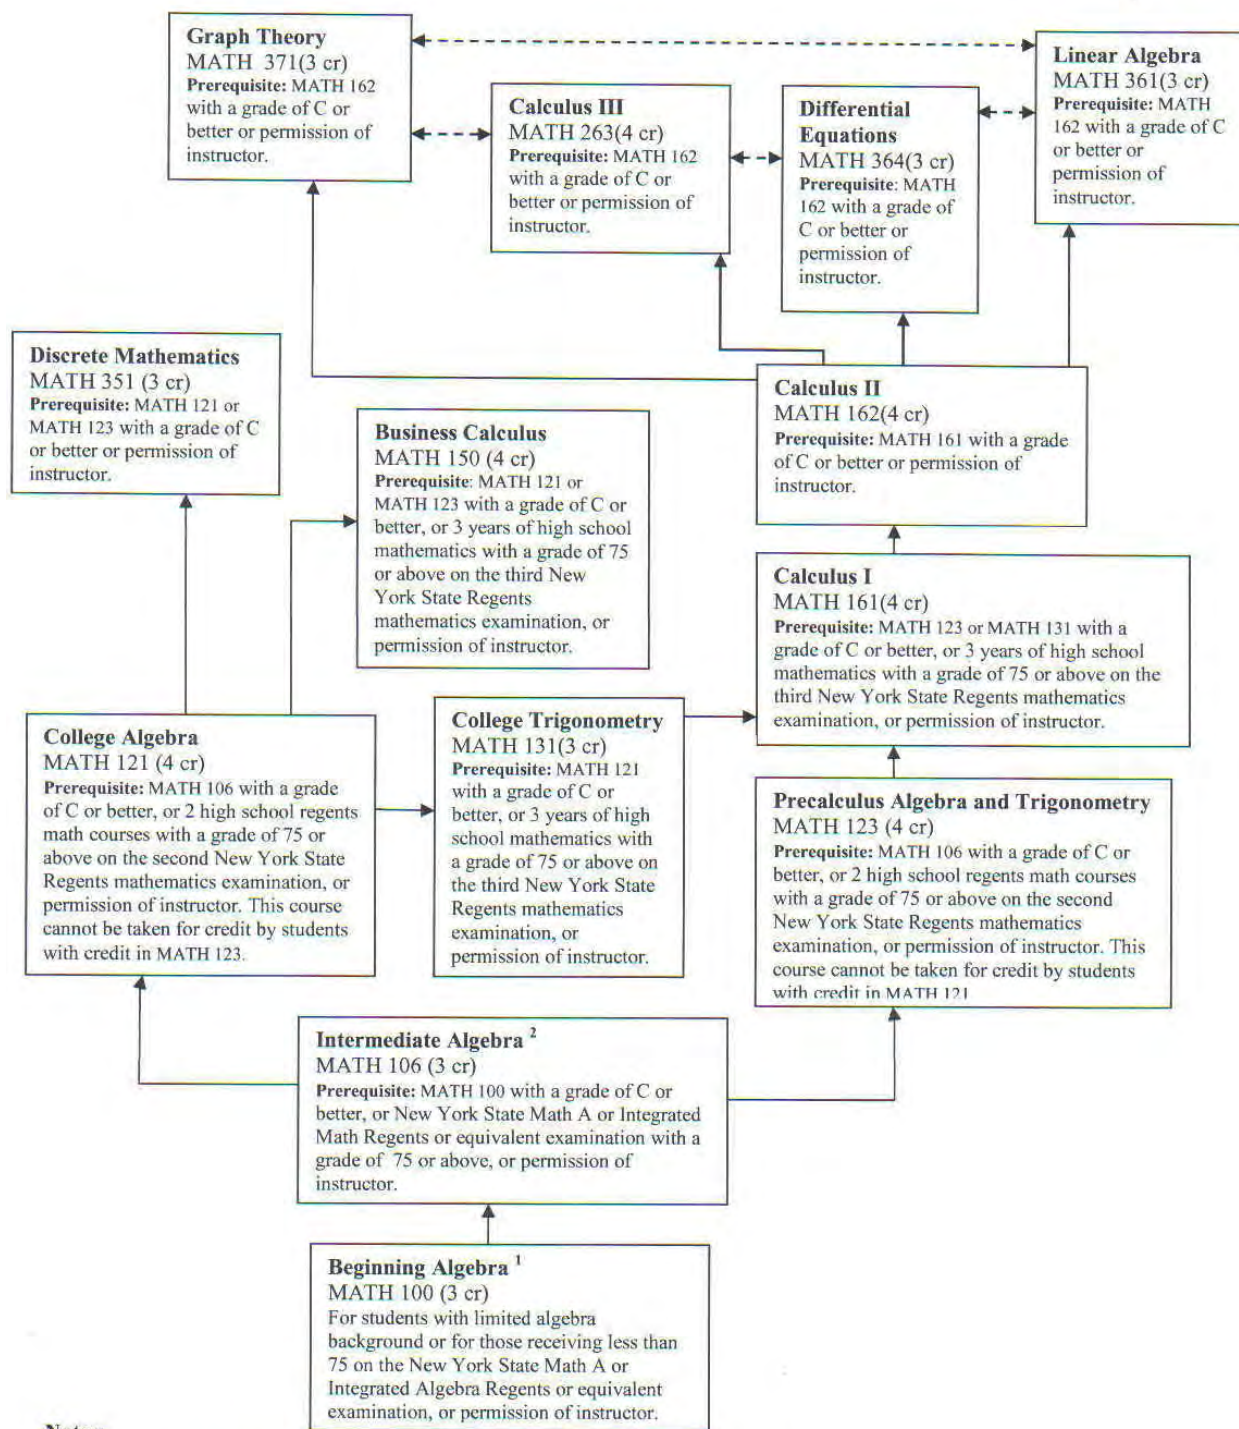 Graph Theory
MATH 371(3 cr)
Prerequisite: MATH 162
with a grade of C or
better or permission of
instructor.
Calculus III
MATH 263(4 cr)
Prerequisite: MATH 162
with a grade of C or
better or permission of
instructor.
Differential
Equations
MATH 364(3 cr)
Prerequisite: MATH
162 with a grade of
C or better or
permission of
instructor.
Linear Algebra
MATH 361(3 cr)
Prerequisite: MATH
162 with a grade of C
or better or
permission of
instructor.
Discrete Mathematics
MATH 351 (3 cr)
Prerequisite: MATH 121 or
MATH 123 with a grade of C
or better or permission of
instructor.
Business Calculus
MATH 150 (4 cr)
Prerequisite: MATH 121 or
MATH 123 with a grade of C or
better, or 3 years of high school
mathematics with a grade of 75
or above on the third New
York State Regents
mathematics examination, or
permission of instructor.
Calculus II
MATH 162(4 cr)
Prerequisite: MATH 161 with a grade
of C or better or permission of
instructor.
Calculus I
MATH 161(4 cr)
Prerequisite: MATH 123 or MATH 131 with a
grade of C or better, or 3 years of high school
mathematics with a grade of 75 or above on the
third New York State Regents mathematics
examination, or permission of instructor.
College Algebra
MATH 121 (4 cr)
Prerequisite: MATH 106 with a grade
of C or better, or 2 high school regents
math courses with a grade of 75 or
above on the second New York State
Regents mathematics examination, or
permission of instructor. This course
cannot be taken for credit by students
with credit in MATH 123.
College Trigonometry
MATH 131(3 cr)
Prerequisite: MATH 121
with a grade of C or
better, or 3 years of high
school mathematics with
a grade of 75 or above on
the third New York State
Regents mathematics
examination, or
permission of instructor.
Precalculus Algebra and Trigonometry
MATH 123 (4 cr)
Prerequisite: MATH 106 with a grade of C or
better, or 2 high school regents math courses
with a grade of 75 or above on the second
New York State Regents mathematics
examination, or permission of instructor. This
course cannot be taken for credit by students
with credit in MATH 121
Intermediate Algebra 2
MATH 106 (3 cr)
Prerequisite: MATH 100 with a grade of C or
better, or New York State Math A or Integrated
Math Regents or equivalent examination with a
grade of 75 or above, or permission of
instructor.
Beginning Algebra 1
MATH 100 (3 cr)
For students with limited algebra
background or for those receiving less than
75 on the New York State Math A or
Integrated Algebra Regents or equivalent
examination, or permission of instructor.